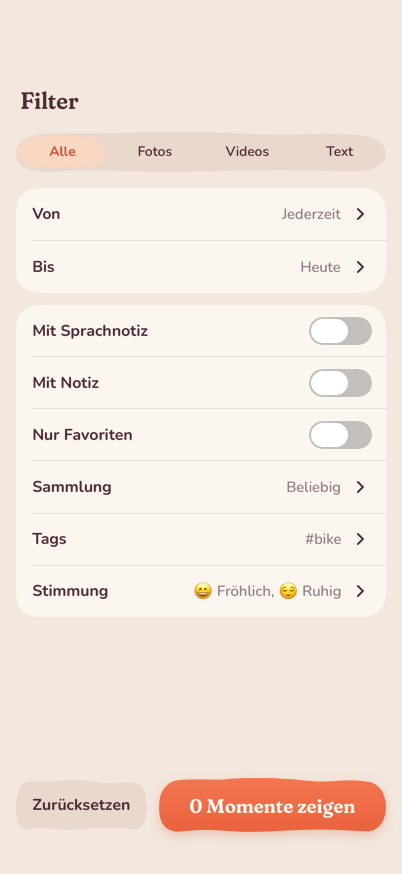 Filter
Alle Fotos Videos Text
Von Jederzeit
Bis Heute
Mit Sprachnotiz
Mit Notiz
Nur Favoriten
Sammlung Beliebig
Tags #bike
Stimmung 😄 Fröhlich, 😌 Ruhig
Zurücksetzen 0 Momente zeigen